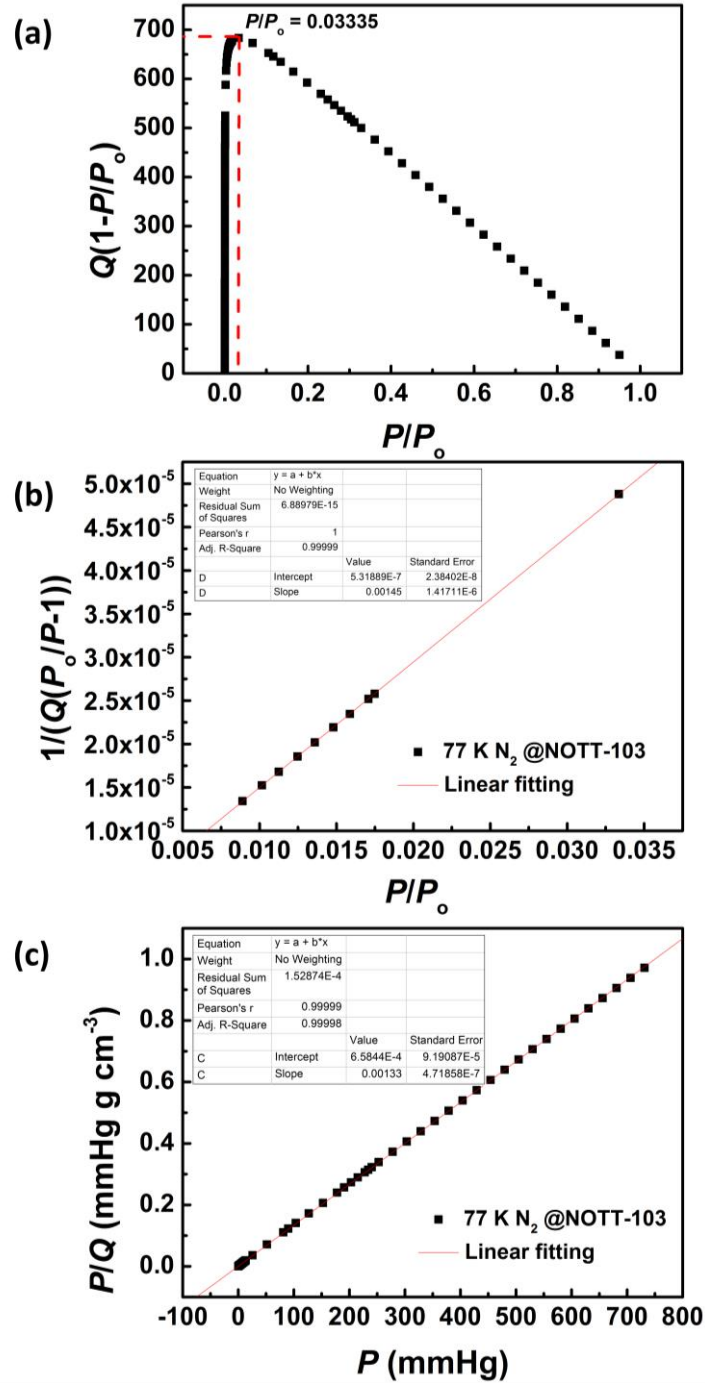 (a)
P/Po = 0.03335
700
600
500
400
300
200
100
0
Q(1-P/Po)
0.0 0.2 0.4 0.6 0.8 1.0
P/Po
(b)
5.0x10-5
4.5x10-5
4.0x10-5
3.5x10-5
3.0x10-5
2.5x10-5
2.0x10-5
1.5x10-5
1.0x10-5
1/(Q(Po/P-1))
Equation y = a + b*x
Weight No Weighting
Residual Sum of Squares 6.88979E-15
Pearson's r 1
Adj. R-Square 0.99999
Value Standard Error
D Intercept 5.31889E-7 2.38402E-8
D Slope 0.00145 1.41711E-6
77 K N2 @NOTT-103
Linear fitting
0.005 0.010 0.015 0.020 0.025 0.030 0.035
P/Po
(c)
1.0
0.8
0.6
0.4
0.2
0.0
P/Q (mmHg g cm-3)
Equation y = a + b*x
Weight No Weighting
Residual Sum of Squares 1.52874E-4
Pearson's r 0.99999
Adj. R-Square 0.99998
Value Standard Error
C Intercept 6.5844E-4 9.19087E-5
C Slope 0.00133 4.71858E-7
77 K N2 @NOTT-103
Linear fitting
-100 0 100 200 300 400 500 600 700 800
P (mmHg)